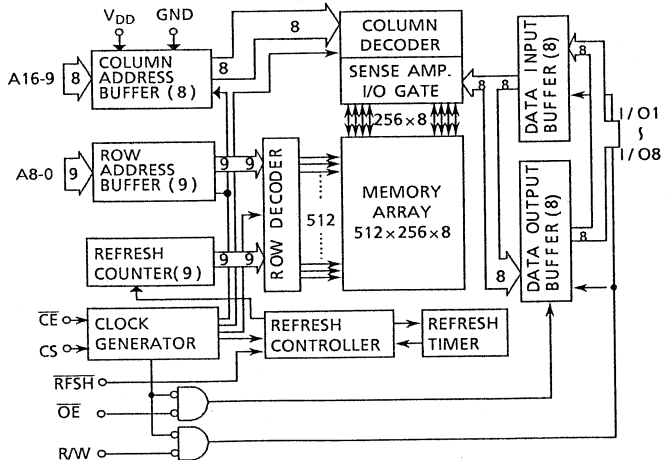 VDD GND
A16-9
8
COLUMN
ADDRESS
BUFFER (8)
8
8
COLUMN
DECODER
SENSE AMP.
I/O GATE
256×8
8
8
DATA INPUT
BUFFER (8)
8
I/O1
~
I/O8
A8-0
9
ROW
ADDRESS
BUFFER (9)
9 9
ROW DECODER
512
MEMORY
ARRAY
512×256×8
DATA OUTPUT
BUFFER (8)
8
8
REFRESH
COUNTER(9)
9 9
CE
CS
CLOCK
GENERATOR
REFRESH
CONTROLLER
REFRESH
TIMER
RFSH
OE
R/W